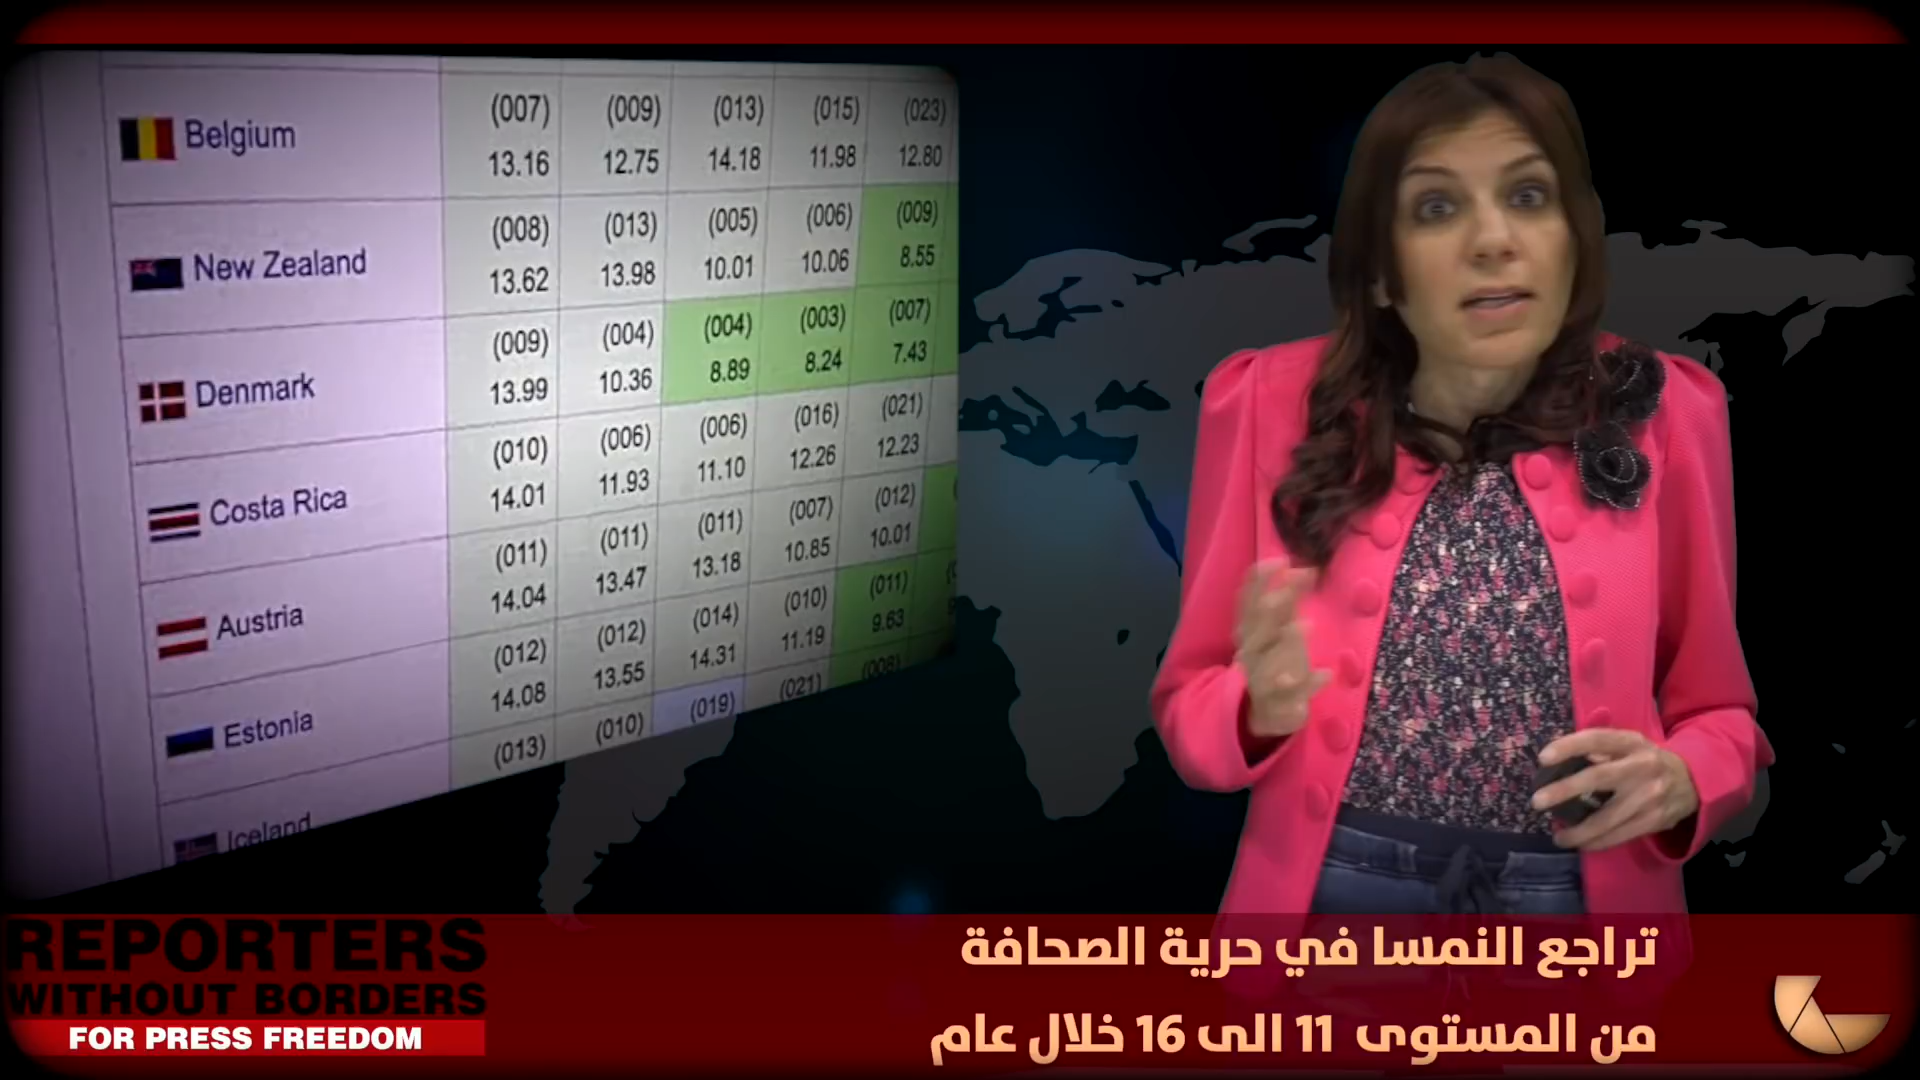 Belgium (007) (009) (013) (015) (023)
13.16 12.75 14.18 11.98 12.80
New Zealand (008) (013) (005) (006) (009)
13.62 13.98 10.01 10.06 8.55
Denmark (009) (004) (004) (003) (007)
13.99 10.36 8.89 8.24 7.43
Costa Rica (010) (006) (006) (016) (021)
14.01 11.93 11.10 12.26 12.23
Austria (011) (011) (011) (007) (012)
14.04 13.47 13.18 10.85 10.01
Estonia (012) (012) (014) (010) (011)
14.08 13.55 14.31 11.19 9.63
Iceland (013) (010) (019) (021) (008)
REPORTERS
WITHOUT BORDERS
FOR PRESS FREEDOM
تراجع النمسا في حرية الصحافة
من المستوى 11 الى 16 خلال عام